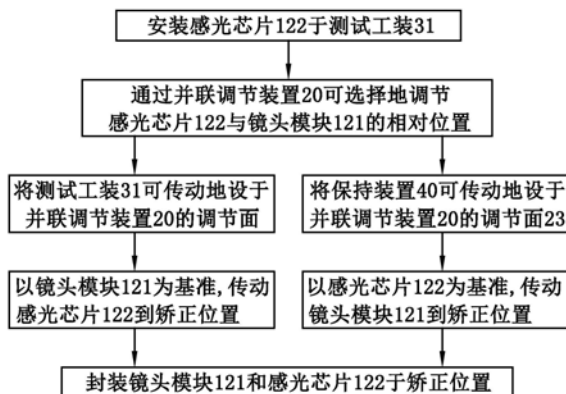 安装感光芯片122于测试工装31
通过并联调节装置20可选择地调节
感光芯片122与镜头模块121的相对位置
将测试工装31可传动地设于
并联调节装置20的调节面
将保持装置40可传动地设于
并联调节装置20的调节面23
以镜头模块121为基准,传动
感光芯片122到矫正位置
以感光芯片122为基准,传动
镜头模块121到矫正位置
封装镜头模块121和感光芯片122于矫正位置